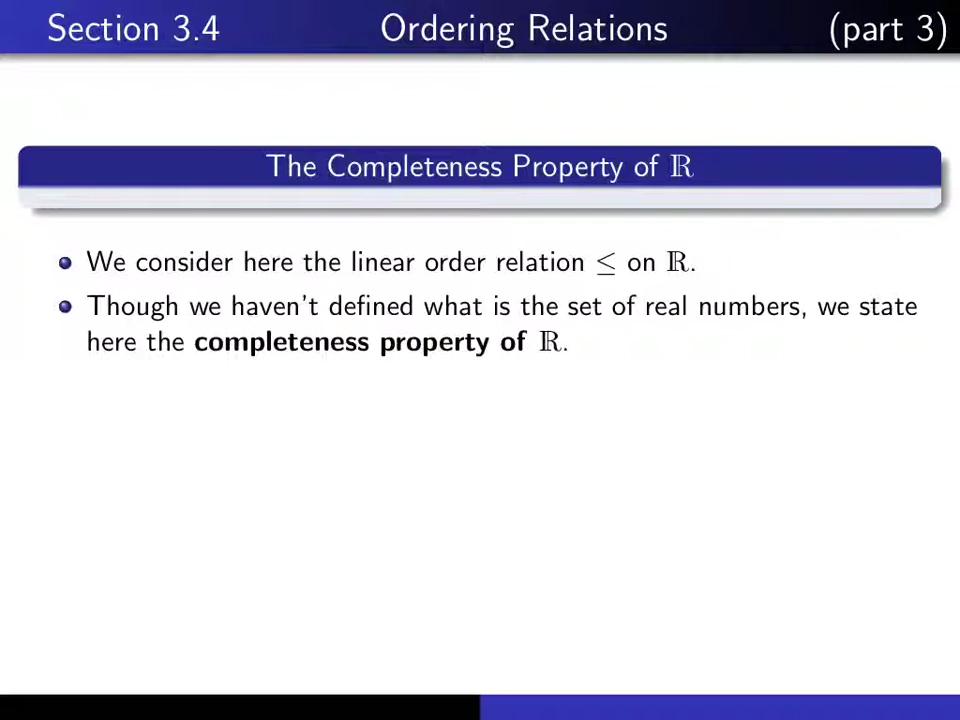 Section 3.4 Ordering Relations (part 3)
The Completeness Property of ℝ
We consider here the linear order relation ≤ on ℝ.
Though we haven't defined what is the set of real numbers, we state
here the completeness property of ℝ.